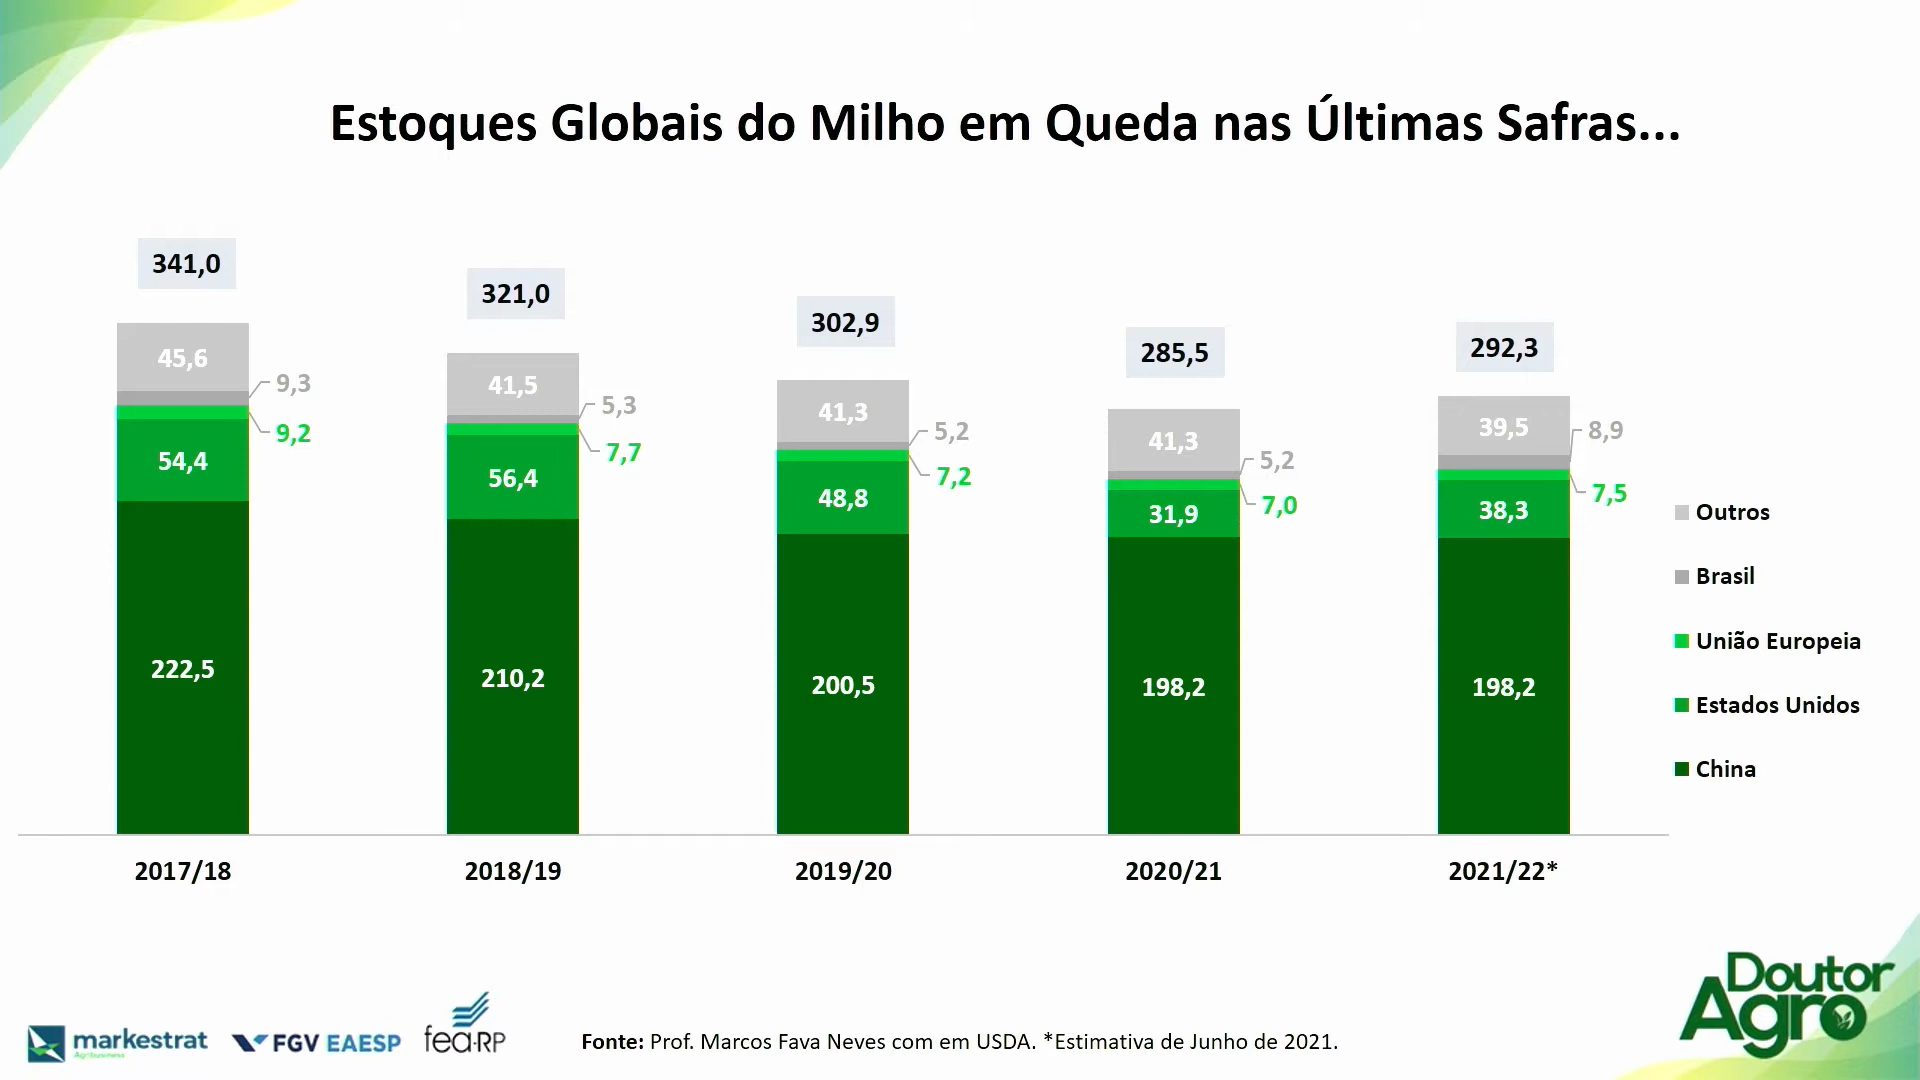 Estoques Globais do Milho em Queda nas Últimas Safras...
341,0
321,0
302,9
285,5
292,3
45,6
9,3
9,2
54,4
222,5
41,5
5,3
7,7
56,4
210,2
41,3
5,2
7,2
48,8
200,5
41,3
5,2
7,0
31,9
198,2
39,5
8,9
7,5
38,3
198,2
Outros
Brasil
União Europeia
Estados Unidos
China
2017/18
2018/19
2019/20
2020/21
2021/22*
markestrat
Agribusiness
FGV EAESP
fea-RP
Fonte: Prof. Marcos Fava Neves com em USDA. *Estimativa de Junho de 2021.
Doutor
Agro